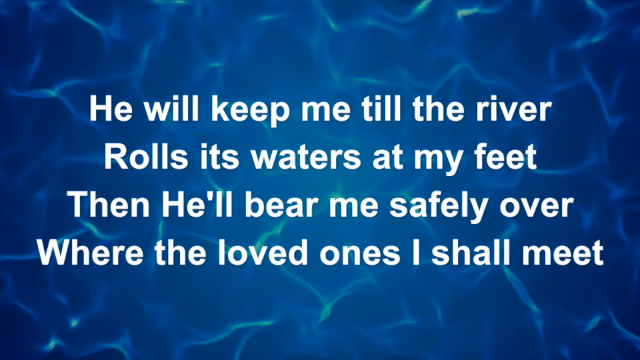 He will keep me till the river
Rolls its waters at my feet
Then He'll bear me safely over
Where the loved ones I shall meet